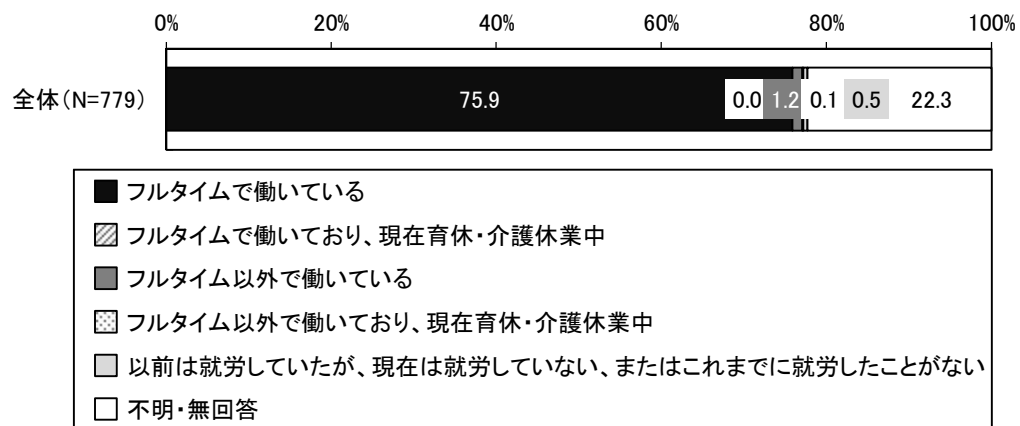 0% 20% 40% 60% 80% 100%
全体(N=779) 75.9 0.0 1.2 0.1 0.5 22.3
フルタイムで働いている
フルタイムで働いており、現在育休・介護休業中
フルタイム以外で働いている
フルタイム以外で働いており、現在育休・介護休業中
以前は就労していたが、現在は就労していない、またはこれまでに就労したことがない
不明・無回答